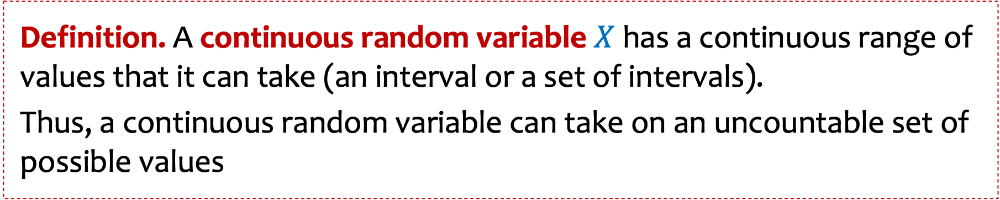 Definition. A continuous random variable X has a continuous range of
values that it can take (an interval or a set of intervals).
Thus, a continuous random variable can take on an uncountable set of
possible values